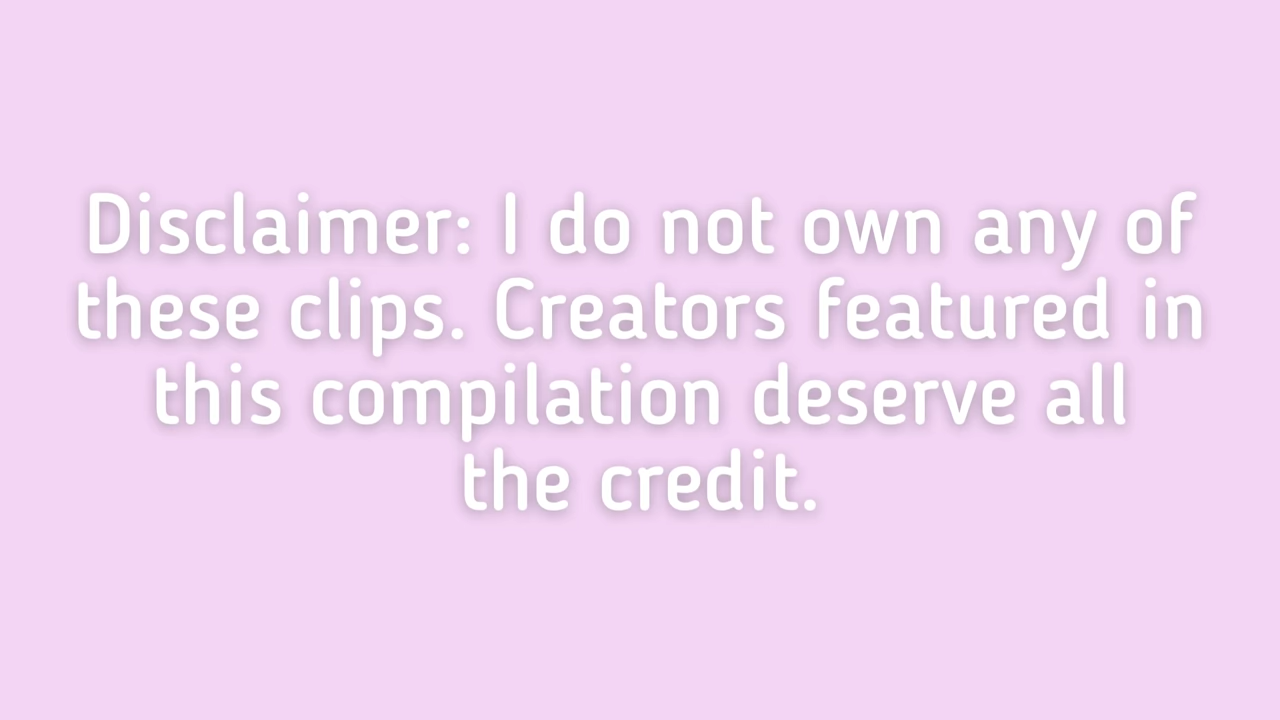 Disclaimer: I do not own any of
these clips. Creators featured in
this compilation deserve all
the credit.